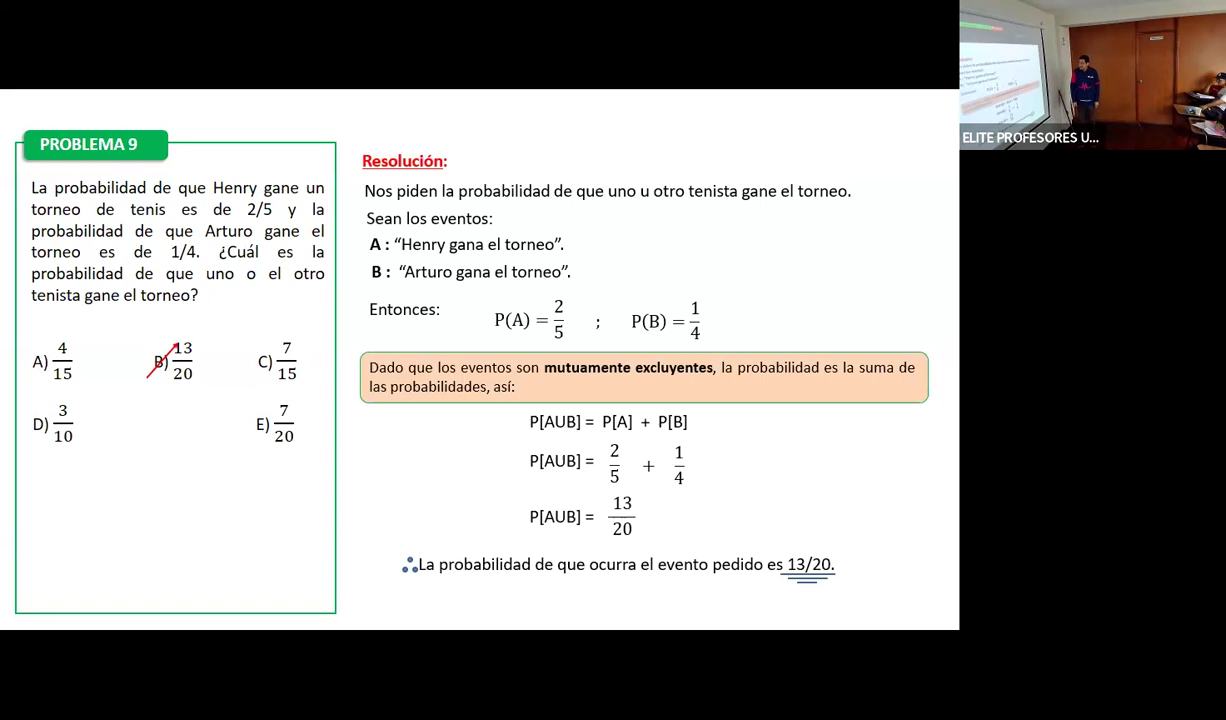 PROBLEMA 9
La probabilidad de que Henry gane un
torneo de tenis es de 2/5 y la
probabilidad de que Arturo gane el
torneo es de 1/4. ¿Cuál es la
probabilidad de que uno o el otro
tenista gane el torneo?
A) 4/15 B) 13/20 C) 7/15
D) 3/10 E) 7/20
Resolución:
Nos piden la probabilidad de que uno u otro tenista gane el torneo.
Sean los eventos:
A : “Henry gana el torneo”.
B : “Arturo gana el torneo”.
Entonces: P(A) = 2/5 ; P(B) = 1/4
Dado que los eventos son mutuamente excluyentes, la probabilidad es la suma de
las probabilidades, así:
P[AUB] = P[A] + P[B]
P[AUB] = 2/5 + 1/4
P[AUB] = 13/20
∴La probabilidad de que ocurra el evento pedido es 13/20.
ELITE PROFESORES U...